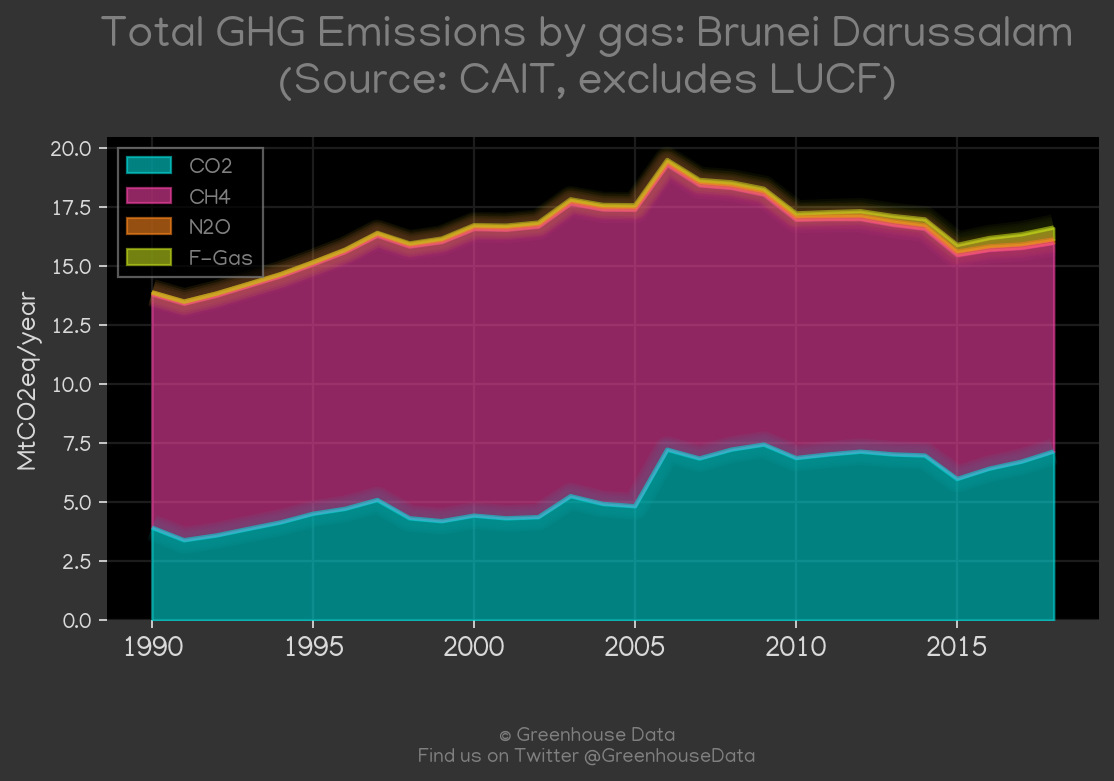 Total GHG Emissions by gas: Brunei Darussalam
(Source: CAIT, excludes LUCF)
MtCO2eq/year
20.0
17.5
15.0
12.5
10.0
7.5
5.0
2.5
0.0
CO2
CH4
N2O
F-Gas
1990
1995
2000
2005
2010
2015
© Greenhouse Data
Find us on Twitter @GreenhouseData